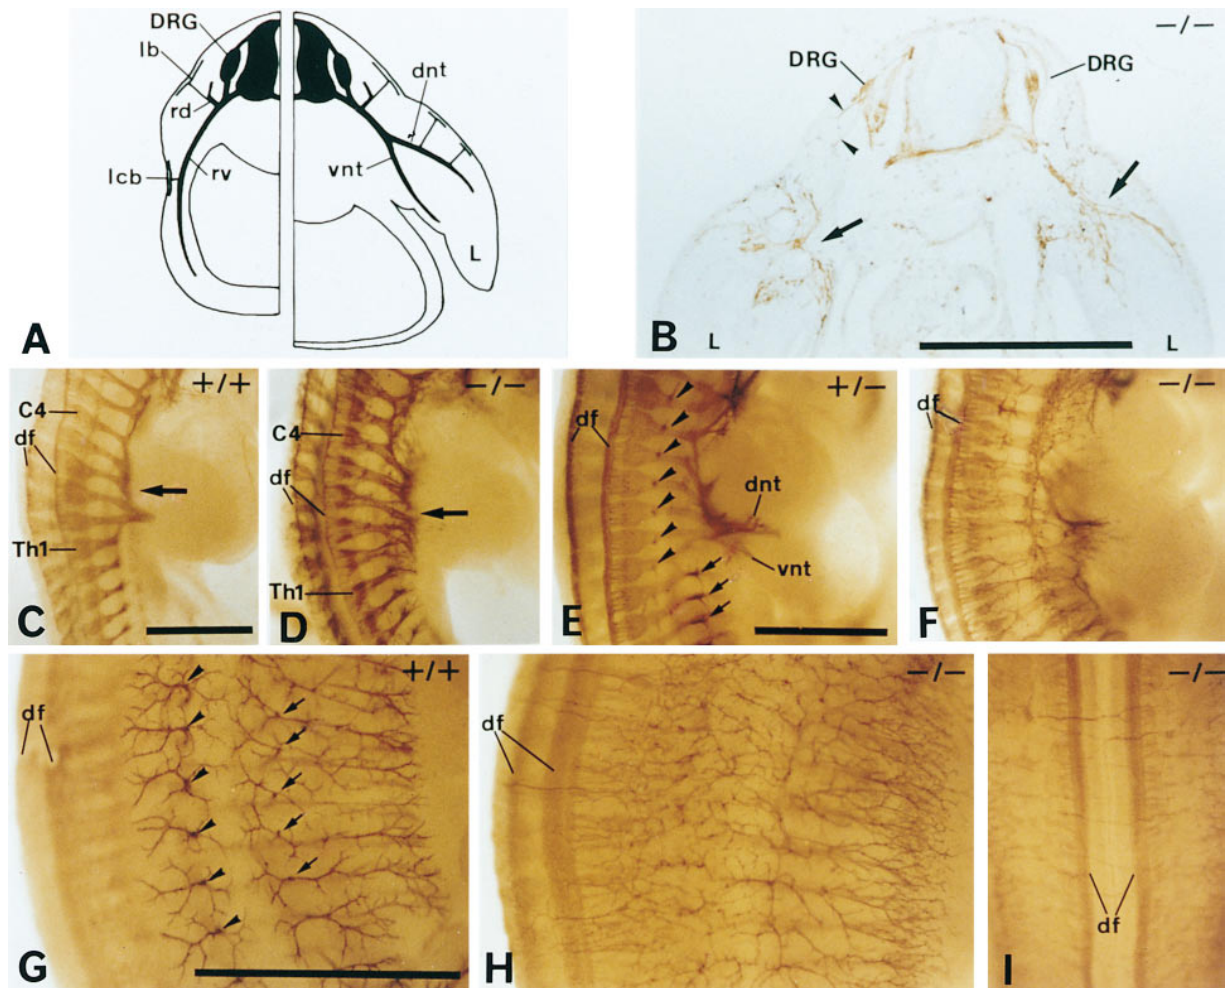 DRG
lb
rd
lcb
rv
dnt
vnt
L
A
−/−
DRG
DRG
B
L
L
+/+
C4
df
Th1
C
−/−
C4
df
Th1
D
+/−
df
dnt
vnt
E
−/−
df
F
+/+
df
G
−/−
df
H
−/−
df
I